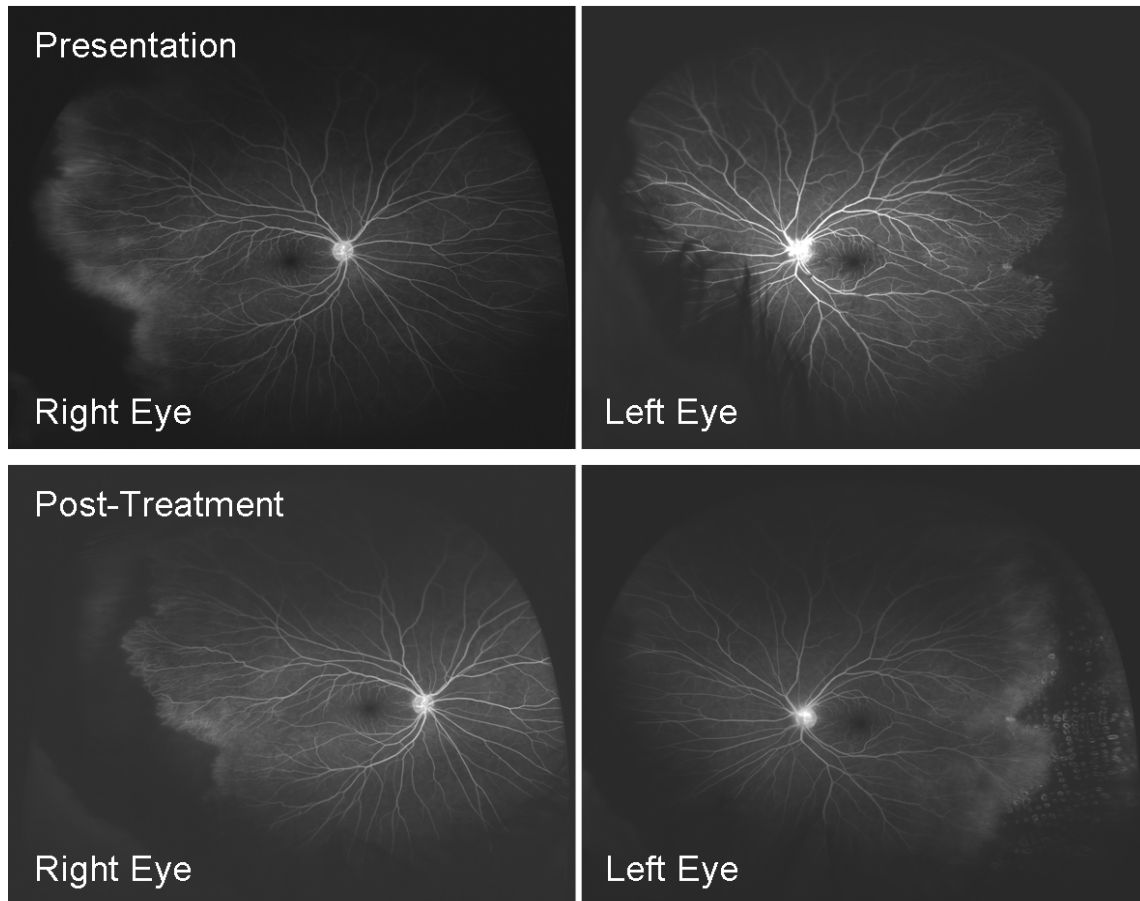 Presentation
Right Eye
Left Eye
Post-Treatment
Right Eye
Left Eye